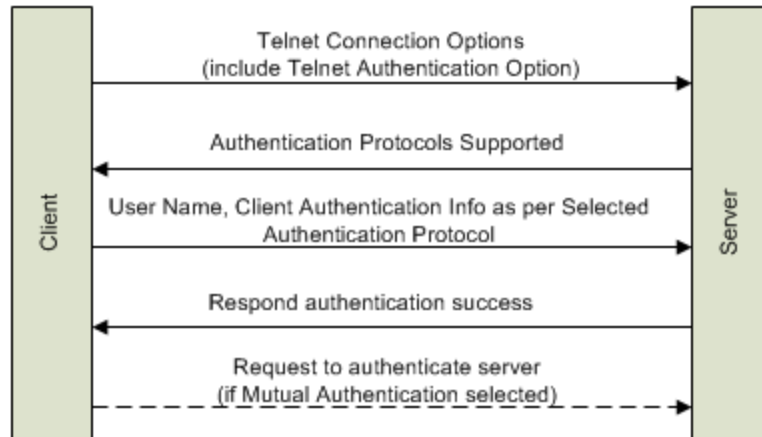 Telnet Connection Options
(include Telnet Authentication Option)
Authentication Protocols Supported
User Name, Client Authentication Info as per Selected
Authentication Protocol
Client
Server
Respond authentication success
Request to authenticate server
(if Mutual Authentication selected)